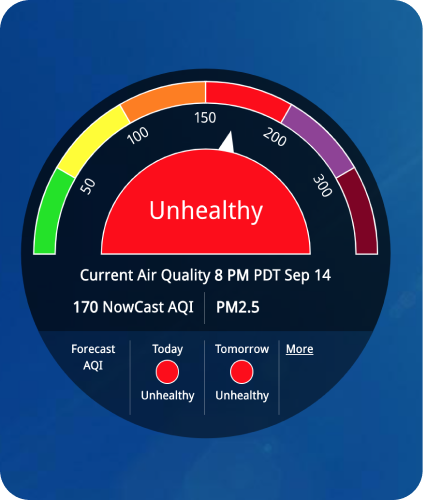 150
100
200
50
300
Unhealthy
Current Air Quality 8 PM PDT Sep 14
170 NowCast AQI
PM2.5
Forecast
AQI
Today
Unhealthy
Tomorrow
Unhealthy
More